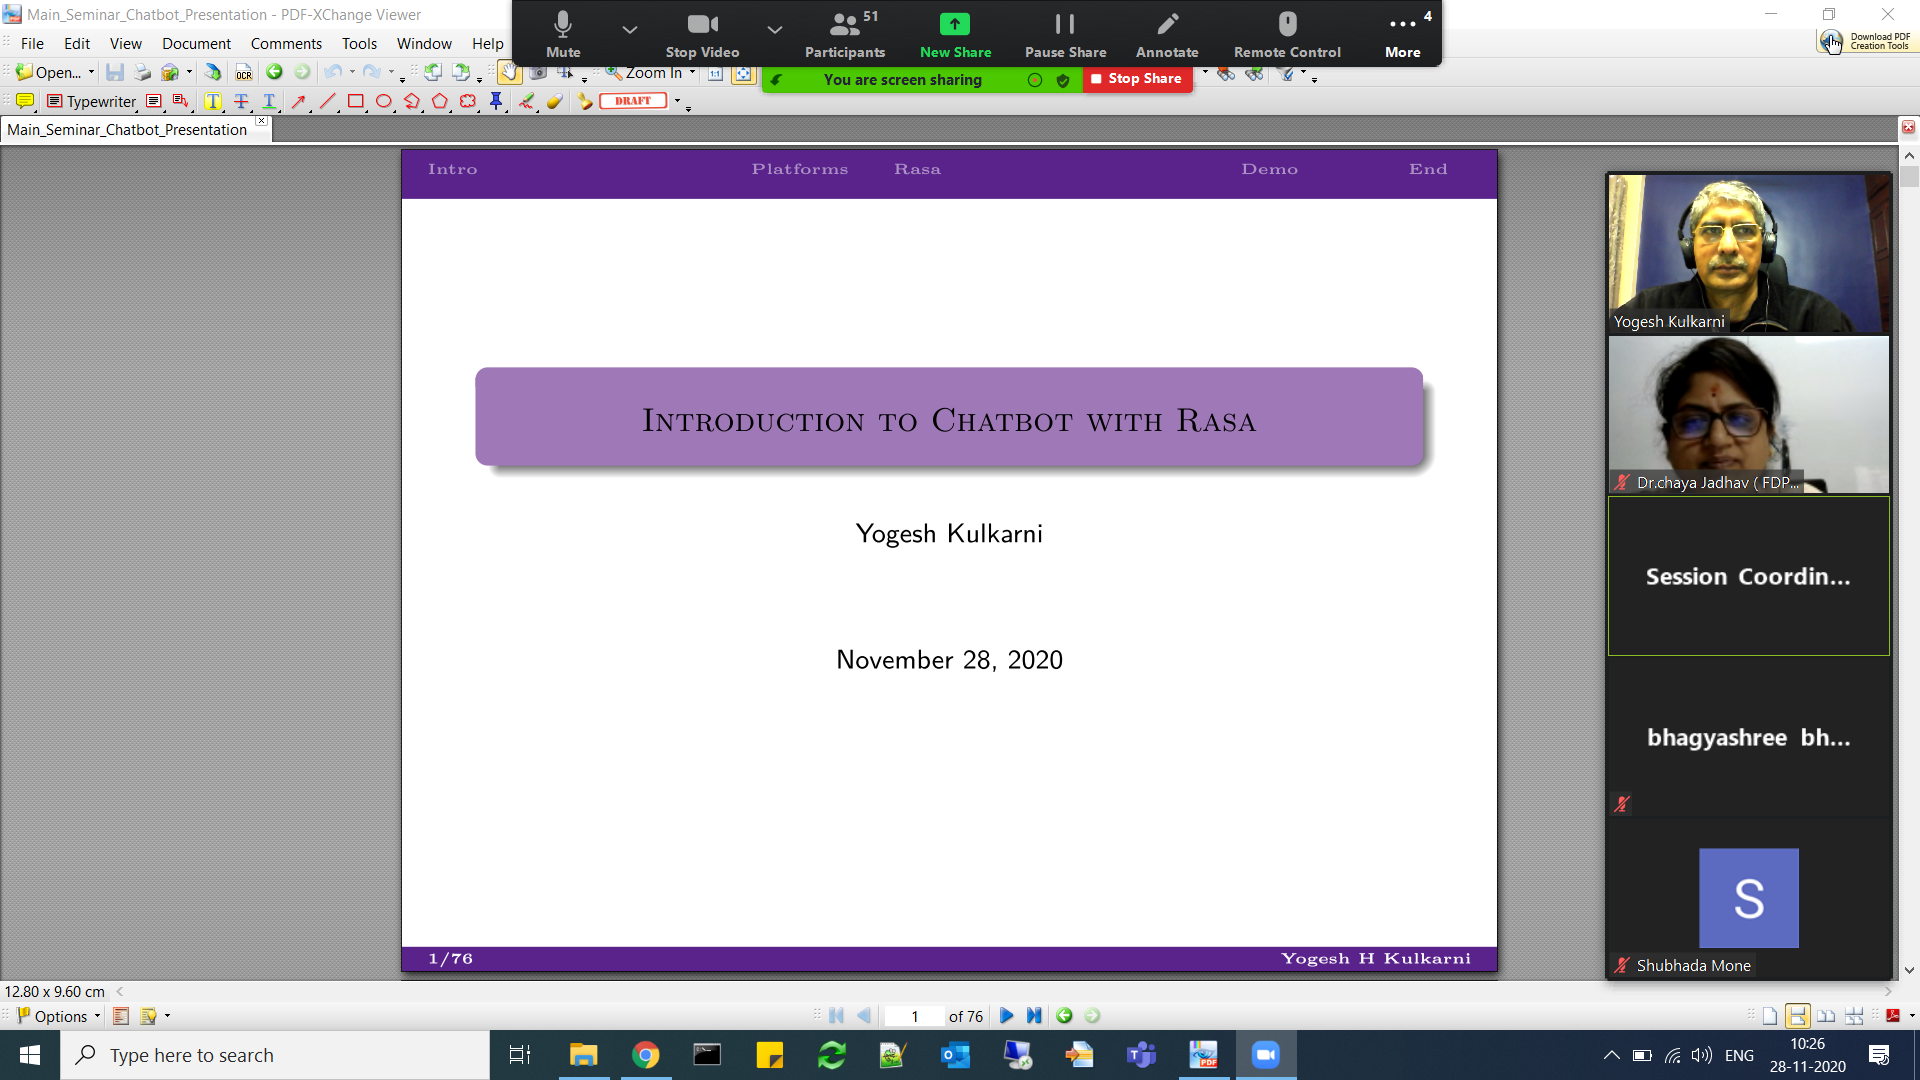 Main_Seminar_Chatbot_Presentation - PDF-XChange Viewer
File Edit View Document Comments Tools Window Help
Mute
Stop Video
51
Participants
New Share
Pause Share
Annotate
Remote Control
4
More
Download PDF
Creation Tools
Open...
OCR
Zoom In
1:1
You are screen sharing
Stop Share
Typewriter
T T T
DRAFT
Main_Seminar_Chatbot_Presentation
Intro Platforms Rasa Demo End
Introduction to Chatbot with Rasa
Yogesh Kulkarni
November 28, 2020
1/76
Yogesh H Kulkarni
Yogesh Kulkarni
Dr.chaya Jadhav ( FDP...
Session Coordin...
bhagyashree bh...
S
Shubhada Mone
12.80 x 9.60 cm
Options
1 of 76
Type here to search
ENG
10:26
28-11-2020